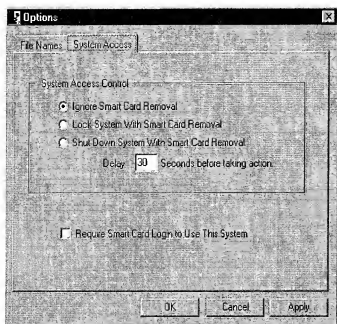 Options
File Names System Access
System Access Control
Ignore Smart Card Removal
Lock System With Smart Card Removal
Shut Down System With Smart Card Removal
Delay 30 Seconds before taking action.
Require Smart Card Login to Use This System
OK Cancel Apply